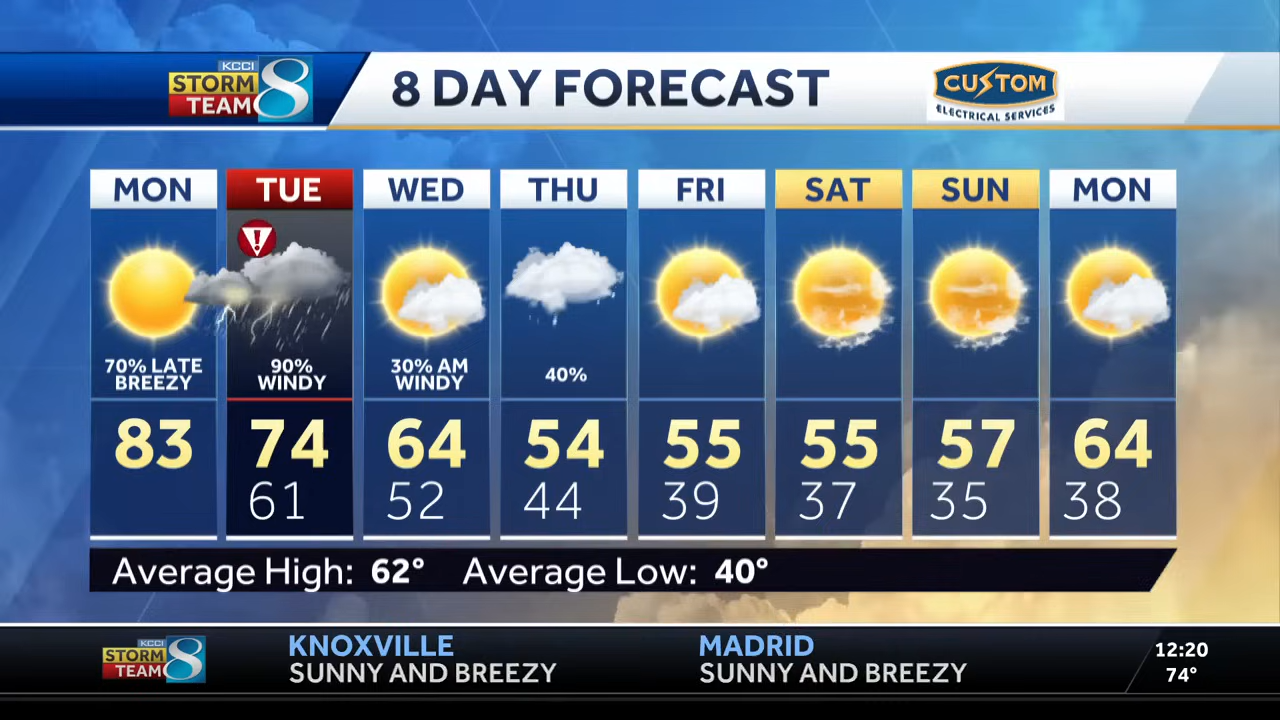 KCCI
STORM
TEAM 8
8 DAY FORECAST
CUSTOM
ELECTRICAL SERVICES
MON TUE WED THU FRI SAT SUN MON
!
70% LATE 90% 30% AM 40%
BREEZY WINDY WINDY
83 74 64 54 55 55 57 64
61 52 44 39 37 35 38
Average High: 62° Average Low: 40°
KCCI
STORM
TEAM 8
KNOXVILLE MADRID 12:20
SUNNY AND BREEZY SUNNY AND BREEZY 74°